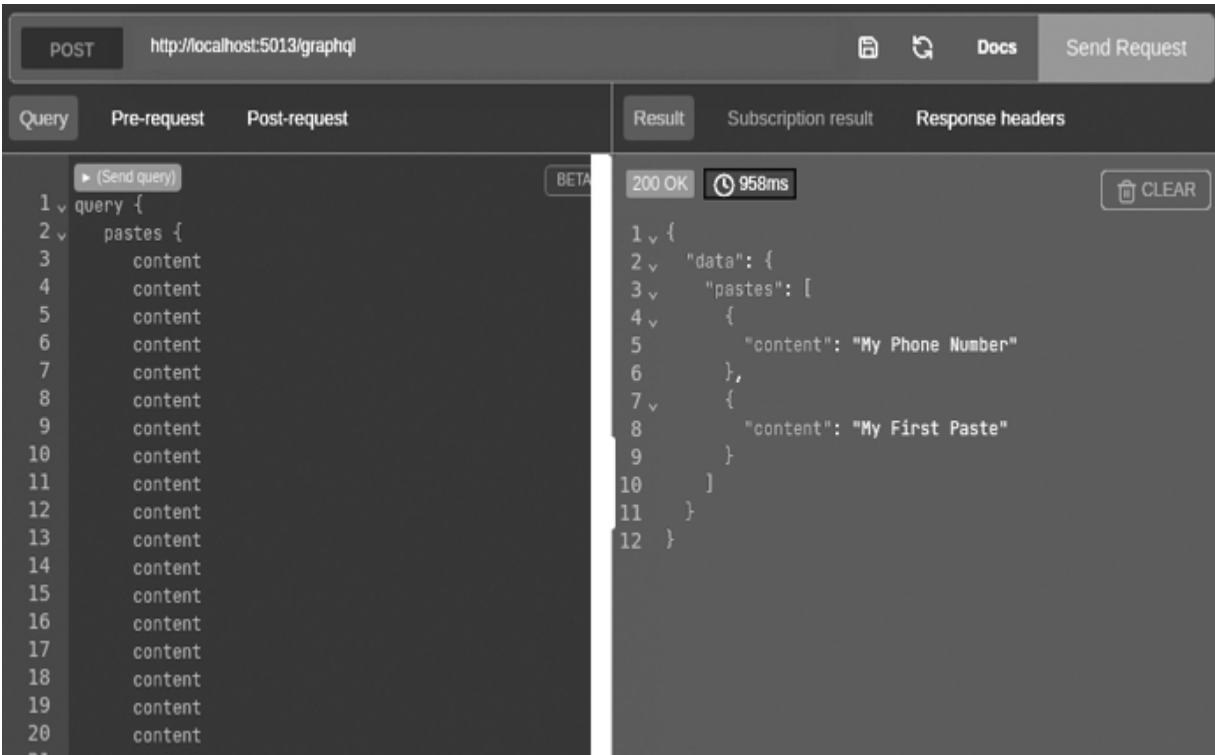 POST http://localhost:5013/graphql Docs Send Request
Query Pre-request Post-request
Result Subscription result Response headers
(Send query) BETA
1 query {
2 pastes {
3 content
4 content
5 content
6 content
7 content
8 content
9 content
10 content
11 content
12 content
13 content
14 content
15 content
16 content
17 content
18 content
19 content
20 content
200 OK 958ms CLEAR
1 {
2 "data": {
3 "pastes": [
4 {
5 "content": "My Phone Number"
6 },
7 {
8 "content": "My First Paste"
9 }
10 ]
11 }
12 }